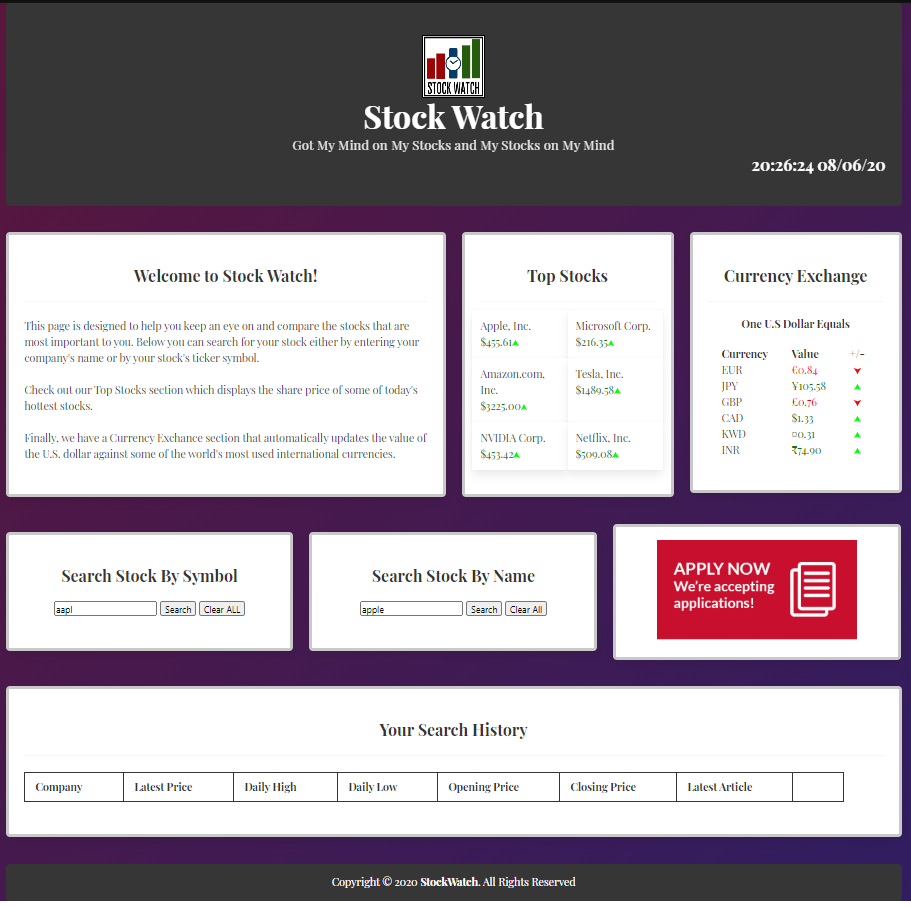 STOCK WATCH
Stock Watch
Got My Mind on My Stocks and My Stocks on My Mind
20:26:24 08/06/20
Welcome to Stock Watch!
This page is designed to help you keep an eye on and compare the stocks that are
most important to you. Below you can search for your stock either by entering your
company's name or by your stock's ticker symbol.
Check out our Top Stocks section which displays the share price of some of today's
hottest stocks.
Finally, we have a Currency Exchance section that automatically updates the value of
the U.S. dollar against some of the world's most used international currencies.
Top Stocks
Apple, Inc.
$455.61▲
Microsoft Corp.
$216.35▲
Amazon.com,
Inc.
$3225.00▲
Tesla, Inc.
$1489.58▲
NVIDIA Corp.
$453.42▲
Netflix, Inc.
$509.08▲
Currency Exchange
One U.S Dollar Equals
Currency Value +/-
EUR €0.84 ▼
JPY ¥105.58 ▲
GBP £0.76 ▼
CAD $1.33 ▲
KWD ¤0.31 ▲
INR ₹74.90 ▲
Search Stock By Symbol
aapl Search Clear ALL
Search Stock By Name
apple Search Clear All
APPLY NOW
We're accepting
applications!
Your Search History
Company Latest Price Daily High Daily Low Opening Price Closing Price Latest Article
Copyright © 2020 StockWatch. All Rights Reserved